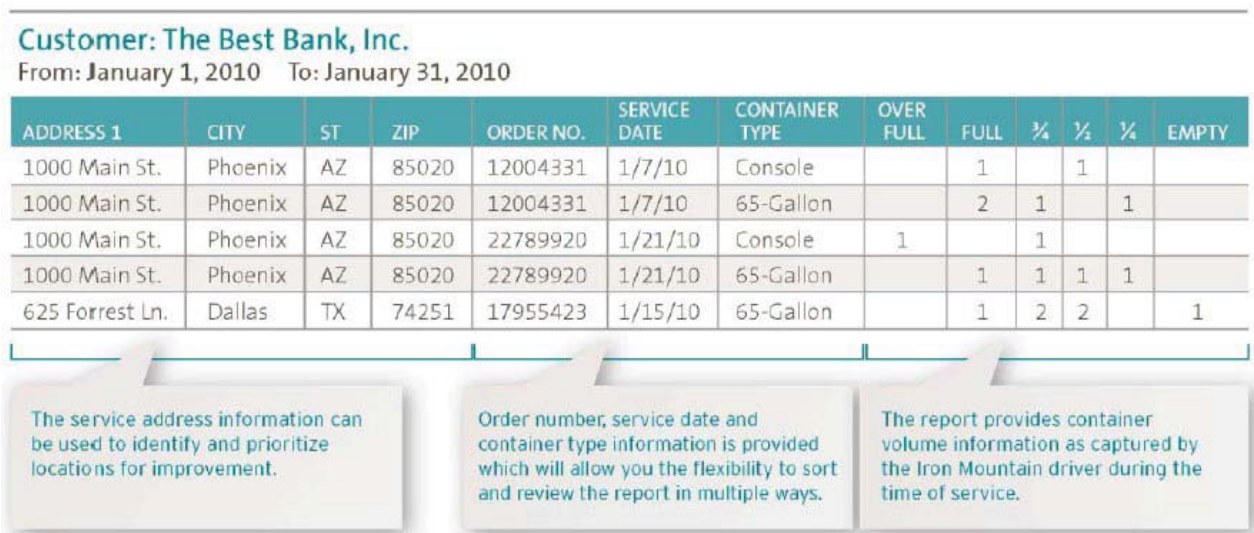 Customer: The Best Bank, Inc.
From: January 1, 2010 To: January 31, 2010
ADDRESS 1 CITY ST ZIP ORDER NO. SERVICE DATE CONTAINER TYPE OVER FULL FULL ¾ ½ ¼ EMPTY
1000 Main St. Phoenix AZ 85020 12004331 1/7/10 Console 1 1
1000 Main St. Phoenix AZ 85020 12004331 1/7/10 65-Gallon 2 1 1
1000 Main St. Phoenix AZ 85020 22789920 1/21/10 Console 1 1
1000 Main St. Phoenix AZ 85020 22789920 1/21/10 65-Gallon 1 1 1 1
625 Forrest Ln. Dallas TX 74251 17955423 1/15/10 65-Gallon 1 2 2 1
The service address information can
be used to identify and prioritize
locations for improvement.
Order number, service date and
container type information is provided
which will allow you the flexibility to sort
and review the report in multiple ways.
The report provides container
volume information as captured by
the Iron Mountain driver during the
time of service.